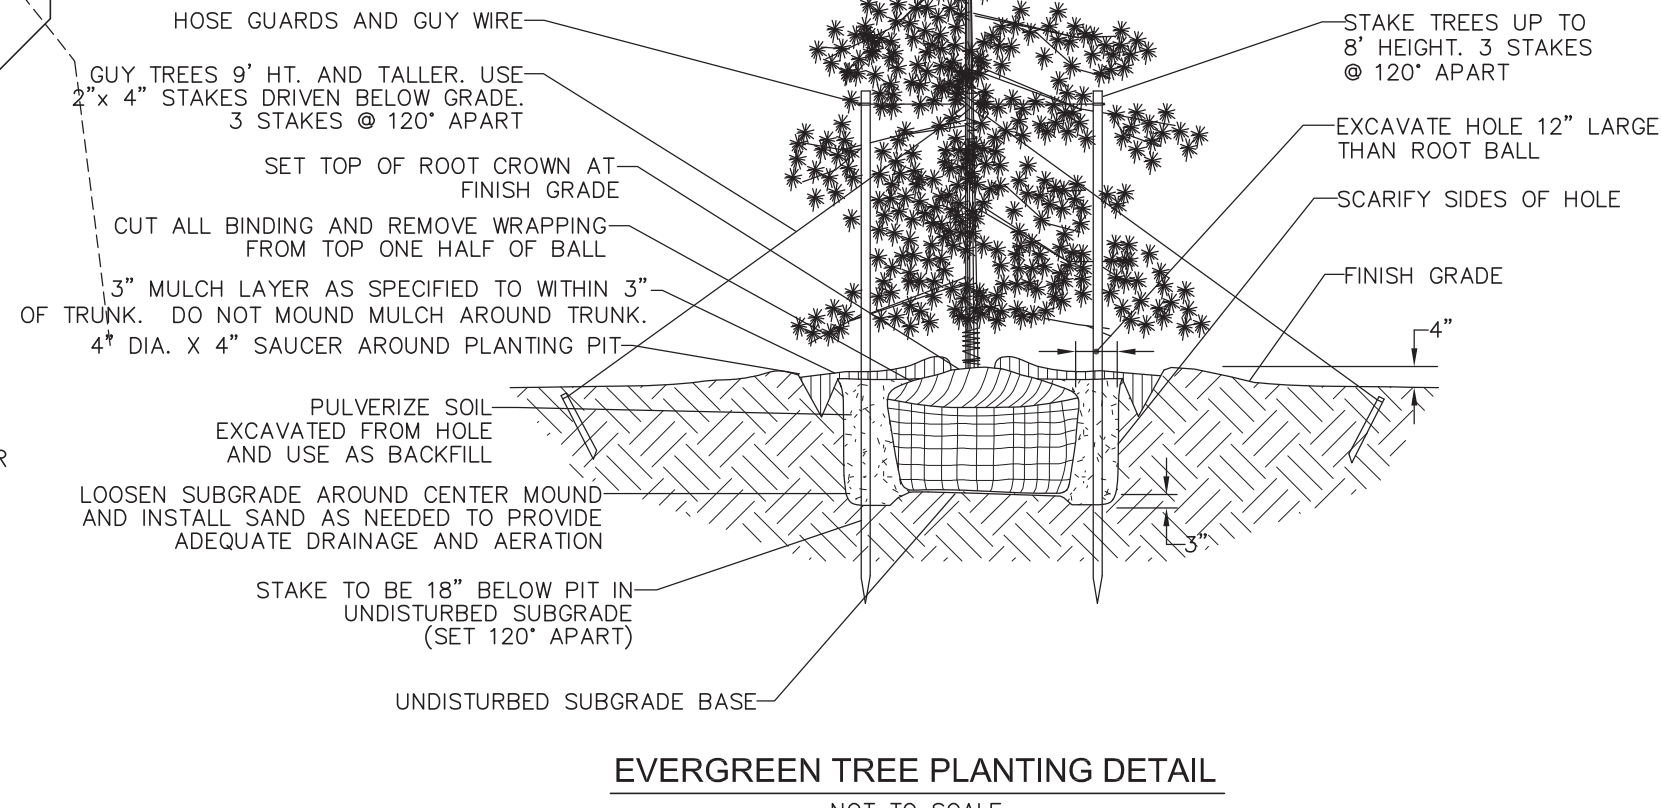 HOSE GUARDS AND GUY WIRE
GUY TREES 9' HT. AND TALLER. USE
2”x 4” STAKES DRIVEN BELOW GRADE.
3 STAKES @ 120° APART
SET TOP OF ROOT CROWN AT
FINISH GRADE
CUT ALL BINDING AND REMOVE WRAPPING
FROM TOP ONE HALF OF BALL
3” MULCH LAYER AS SPECIFIED TO WITHIN 3”
OF TRUNK. DO NOT MOUND MULCH AROUND TRUNK.
4” DIA. X 4” SAUCER AROUND PLANTING PIT
PULVERIZE SOIL
EXCAVATED FROM HOLE
AND USE AS BACKFILL
R
LOOSEN SUBGRADE AROUND CENTER MOUND
AND INSTALL SAND AS NEEDED TO PROVIDE
ADEQUATE DRAINAGE AND AERATION
STAKE TO BE 18” BELOW PIT IN
UNDISTURBED SUBGRADE
(SET 120° APART)
UNDISTURBED SUBGRADE BASE
STAKE TREES UP TO
8' HEIGHT. 3 STAKES
@ 120° APART
EXCAVATE HOLE 12” LARGE
THAN ROOT BALL
SCARIFY SIDES OF HOLE
FINISH GRADE
4”
3”
EVERGREEN TREE PLANTING DETAIL
NOT TO SCALE